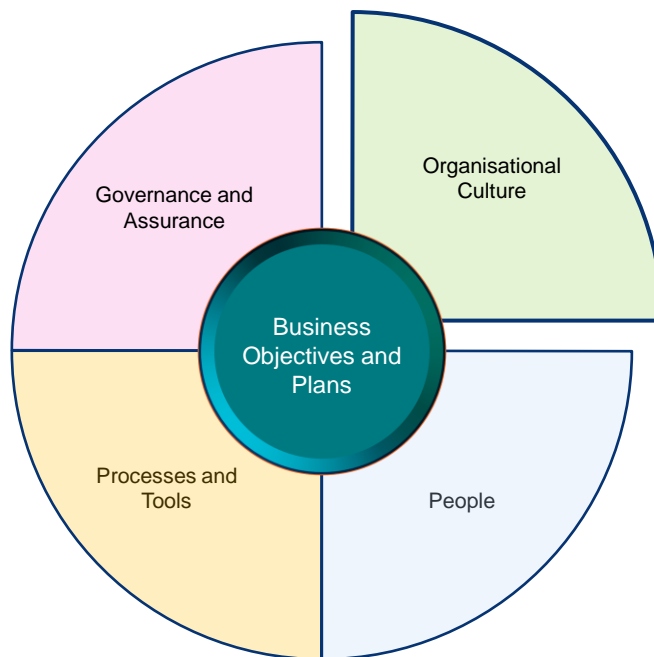 Governance and
Assurance
Organisational
Culture
Business
Objectives and
Plans
Processes and
Tools
People